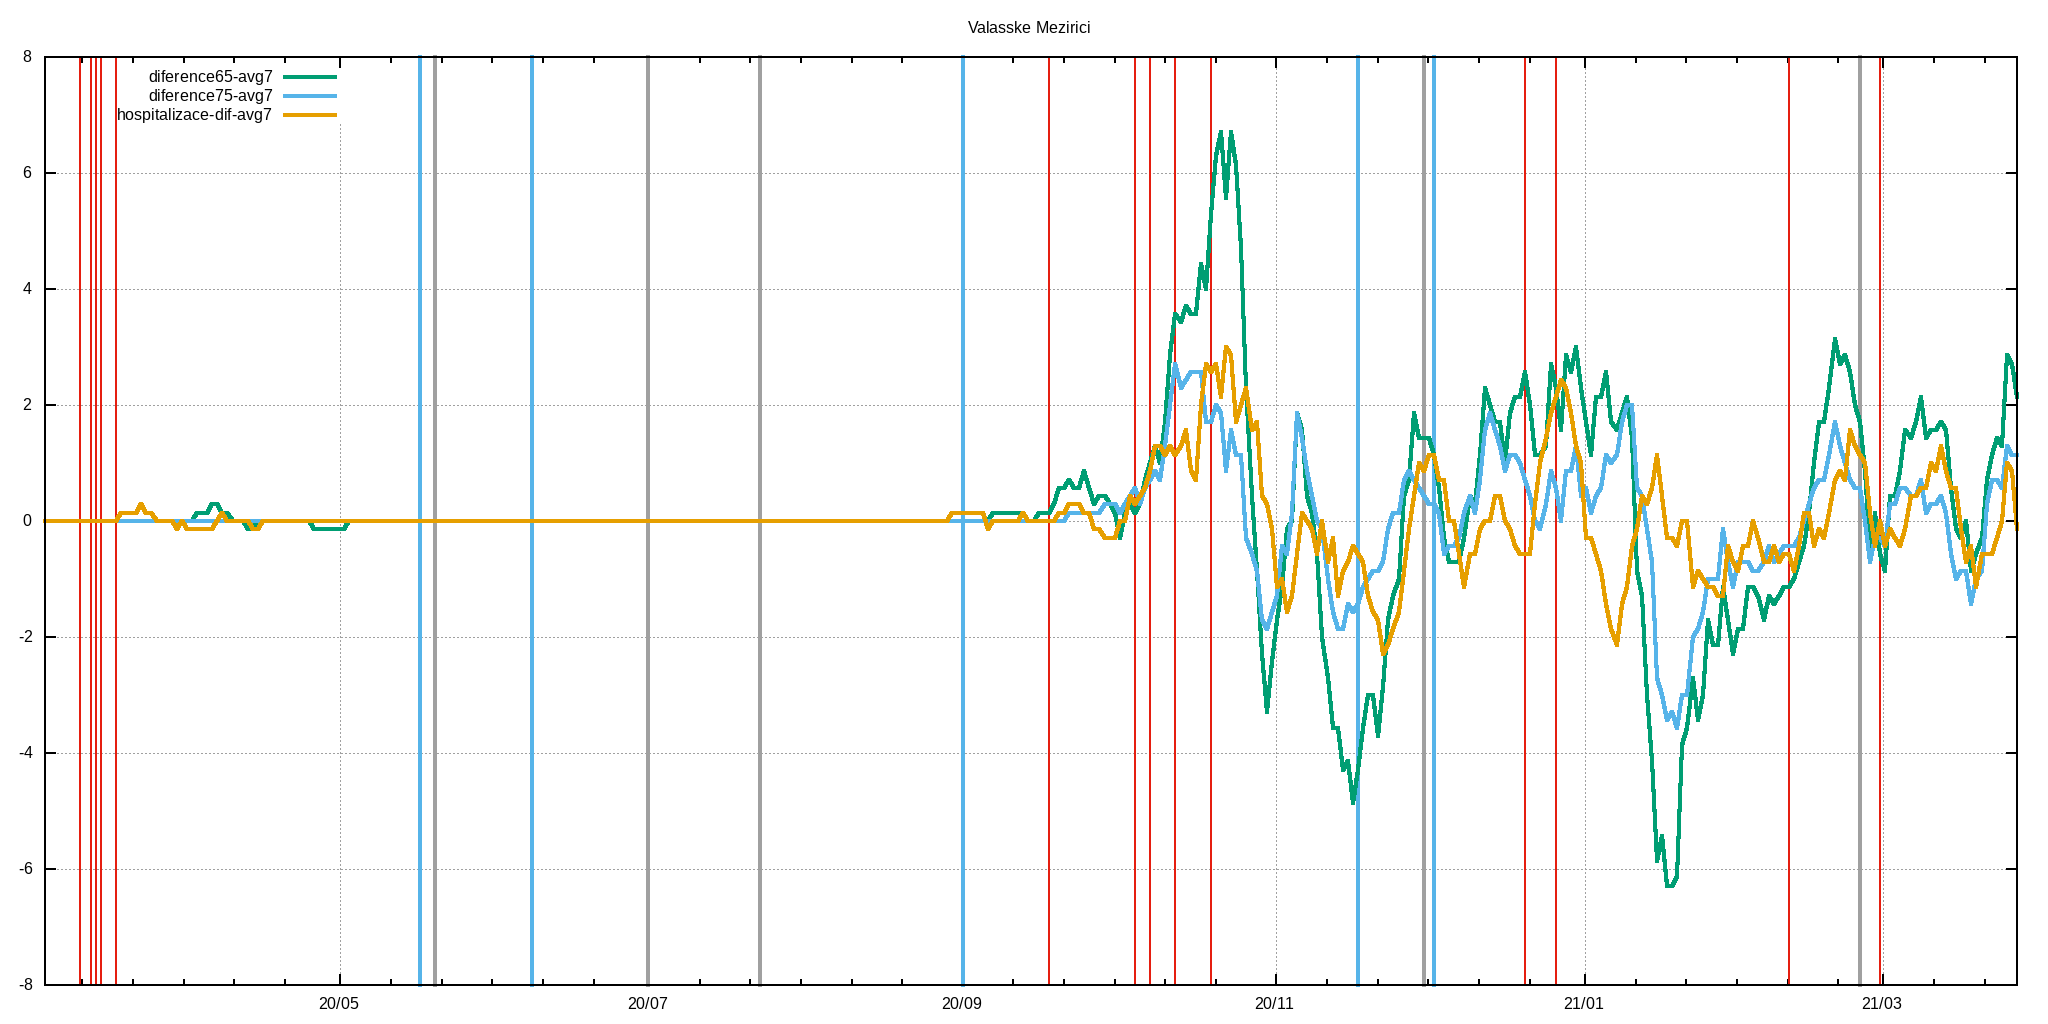 Valasske Mezirici
diference65-avg7
diference75-avg7
hospitalizace-dif-avg7
8
6
4
2
0
-2
-4
-6
-8
20/05 20/07 20/09 20/11 21/01 21/03